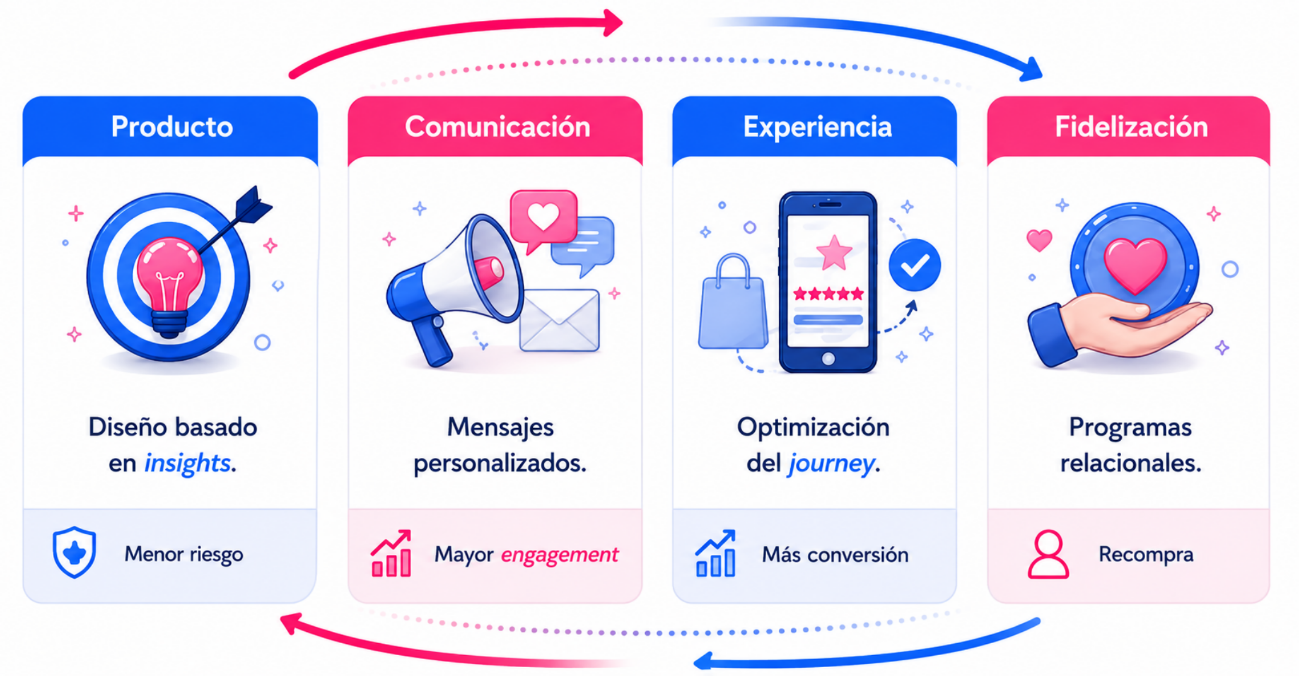 Producto
Comunicación
Experiencia
Fidelización
Diseño basado
en insights.
Mensajes
personalizados.
Optimización
del journey.
Programas
relacionales.
Menor riesgo
Mayor engagement
Más conversión
Recompra